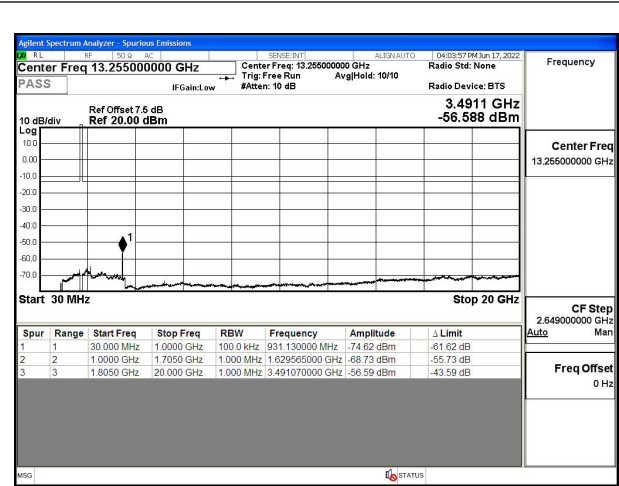 Agilent Spectrum Analyzer - Spurious Emissions
RL RF 50 Ω AC SENSE:INT ALIGN AUTO 04:03:57 PM Jun 17, 2022
Center Freq 13.255000000 GHz Center Freq: 13.255000000 GHz Radio Std: None Frequency
Trig: Free Run Avg|Hold: 10/10
PASS IFGain:Low #Atten: 10 dB Radio Device: BTS
Ref Offset 7.5 dB 3.4911 GHz
10 dB/div Ref 20.00 dBm -56.588 dBm
Log
10.0
0.00
-10.0
-20.0
-30.0
-40.0
-50.0
-60.0
-70.0
1
Start 30 MHz Stop 20 GHz
Center Freq
13.255000000 GHz
CF Step
2.649000000 GHz
Auto Man
Freq Offset
0 Hz
Spur Range Start Freq Stop Freq RBW Frequency Amplitude Δ Limit
1 1 30.000 MHz 1.0000 GHz 100.0 kHz 931.130000 MHz -74.62 dBm -61.62 dB
2 2 1.0000 GHz 1.7050 GHz 1.000 MHz 1.629565000 GHz -68.73 dBm -55.73 dB
3 3 1.8050 GHz 20.000 GHz 1.000 MHz 3.491070000 GHz -56.59 dBm -43.59 dB
MSG STATUS